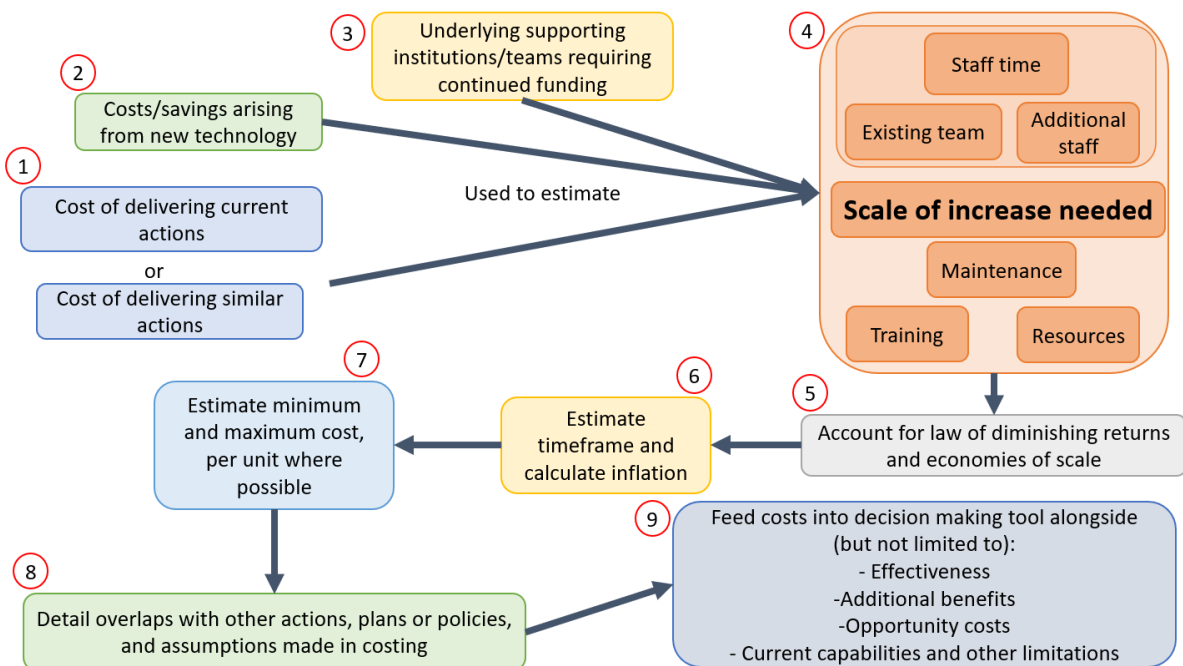 1
Cost of delivering current
actions
or
Cost of delivering similar
actions
2
Costs/savings arising
from new technology
3
Underlying supporting
institutions/teams requiring
continued funding
Used to estimate
4
Staff time
Existing team
Additional
staff
Scale of increase needed
Maintenance
Training
Resources
5
Account for law of diminishing returns
and economies of scale
6
Estimate
timeframe and
calculate inflation
7
Estimate minimum
and maximum cost,
per unit where
possible
8
Detail overlaps with other actions, plans or policies,
and assumptions made in costing
9
Feed costs into decision making tool alongside
(but not limited to):
- Effectiveness
-Additional benefits
-Opportunity costs
- Current capabilities and other limitations